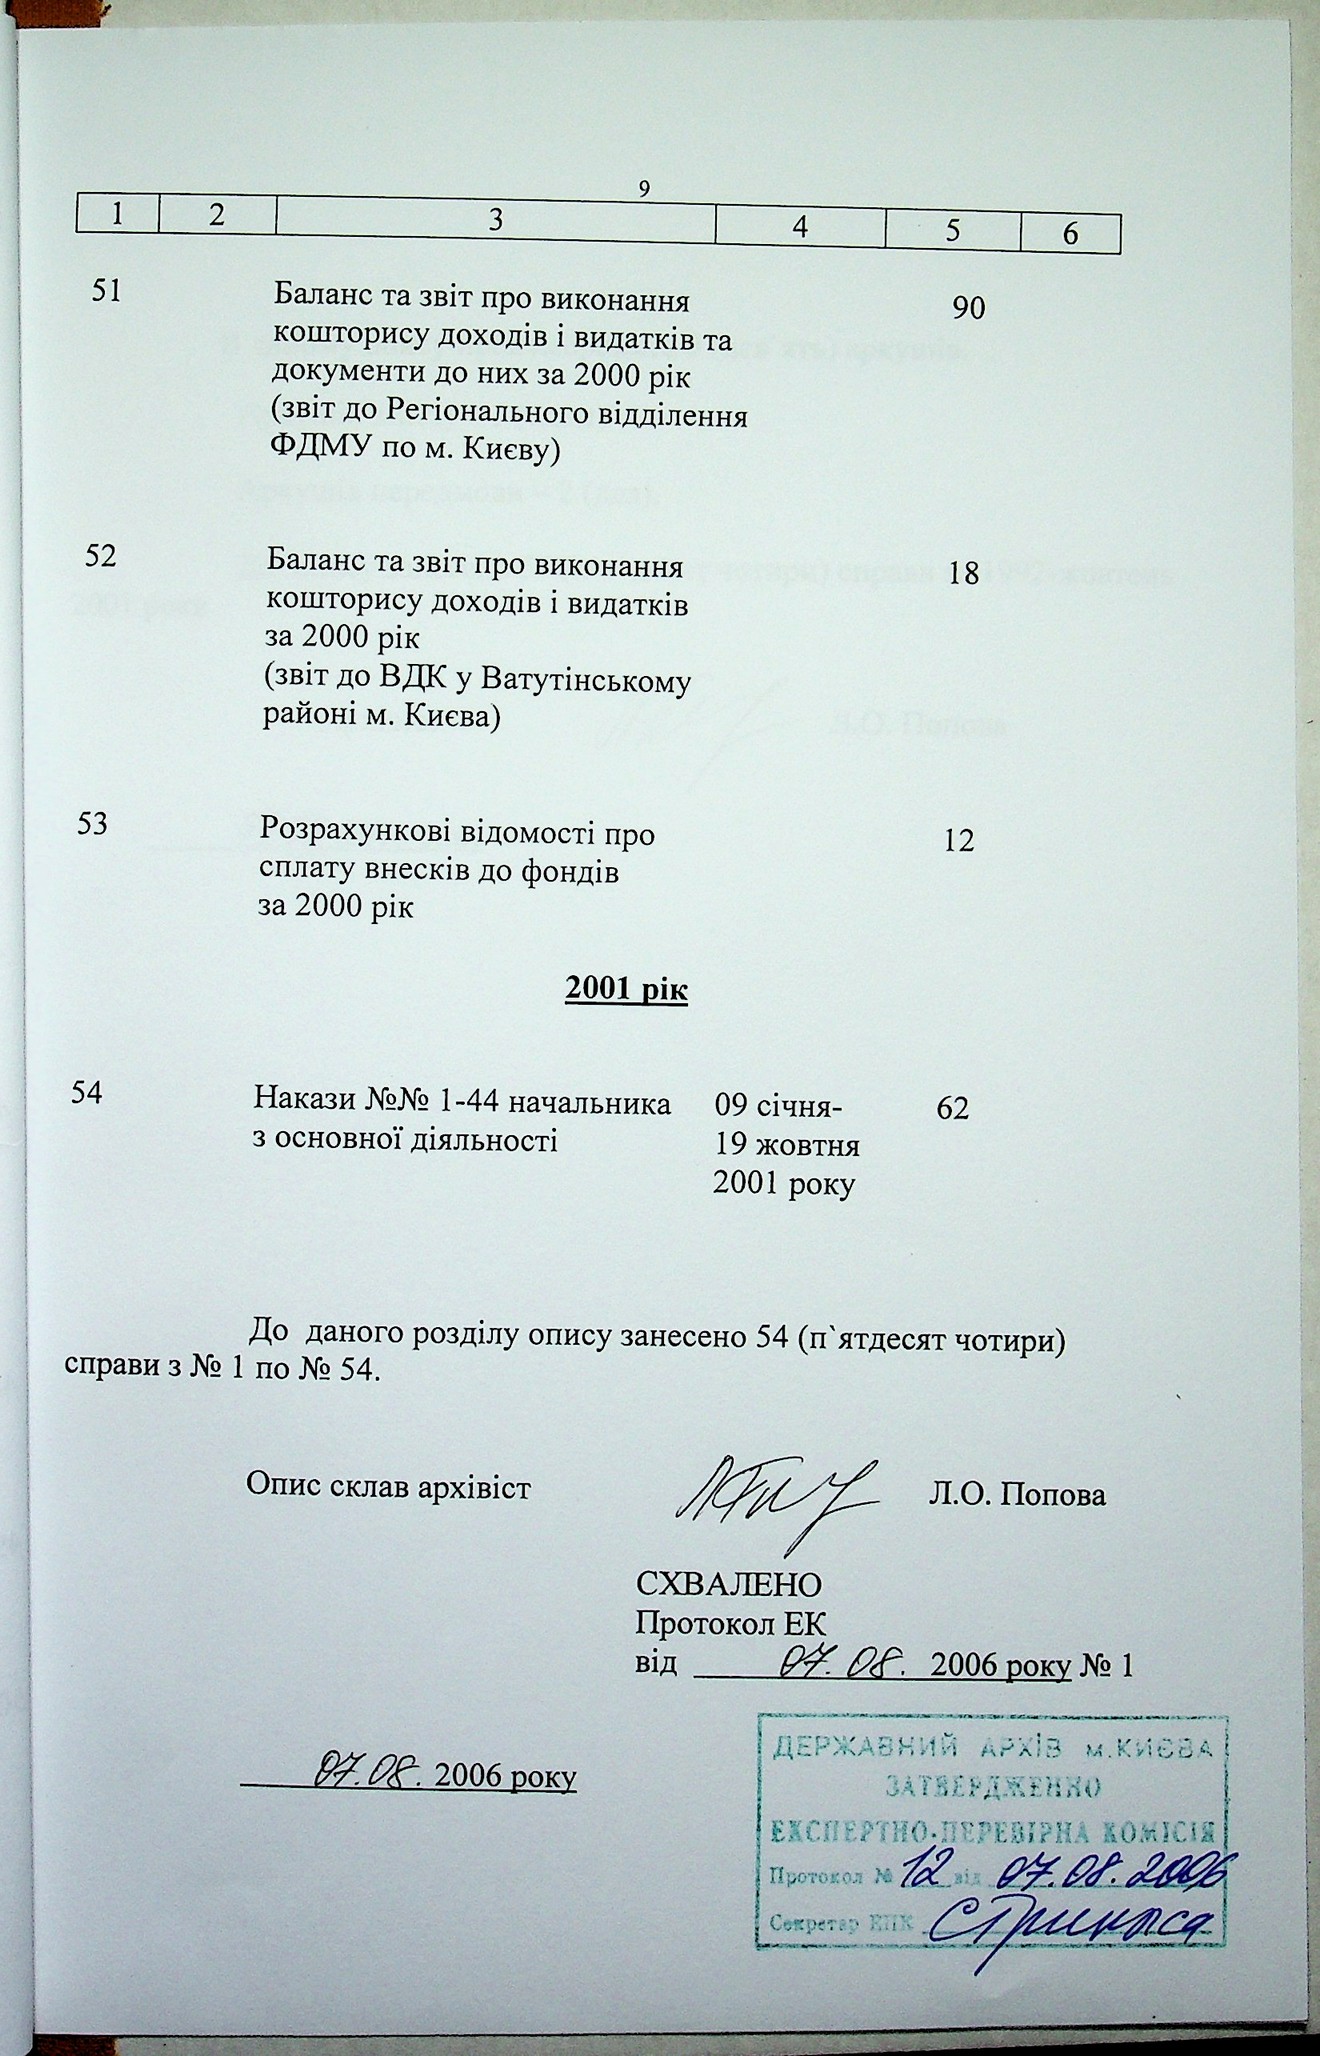 9
1 2 3 4 5 6
51 Баланс та звіт про виконання 90
кошторису доходів і видатків та
документи до них за 2000 рік
(звіт до Регіонального відділення
ФДМУ по м. Києву)
52 Баланс та звіт про виконання 18
кошторису доходів і видатків
за 2000 рік
(звіт до ВДК у Ватутінському
районі м. Києва)
53 Розрахункові відомості про 12
сплату внесків до фондів
за 2000 рік
2001 рік
54 Накази №№ 1-44 начальника 09 січня- 62
з основної діяльності 19 жовтня
2001 року
До даного розділу опису занесено 54 (п`ятдесят чотири)
справи з № 1 по № 54.
Опис склав архівіст Л.О. Попова
СХВАЛЕНО
Протокол ЕК
від 07.08. 2006 року № 1
07.08. 2006 року
ДЕРЖАВНИЙ АРХІВ м.КИЄВА
ЗАТВЕРДЖЕННО
ЕКСПЕРТНО-ПЕРЕВІРНА КОМІСІЯ
Протокол № 12 від 07.08.2006
Секретар ЕПК